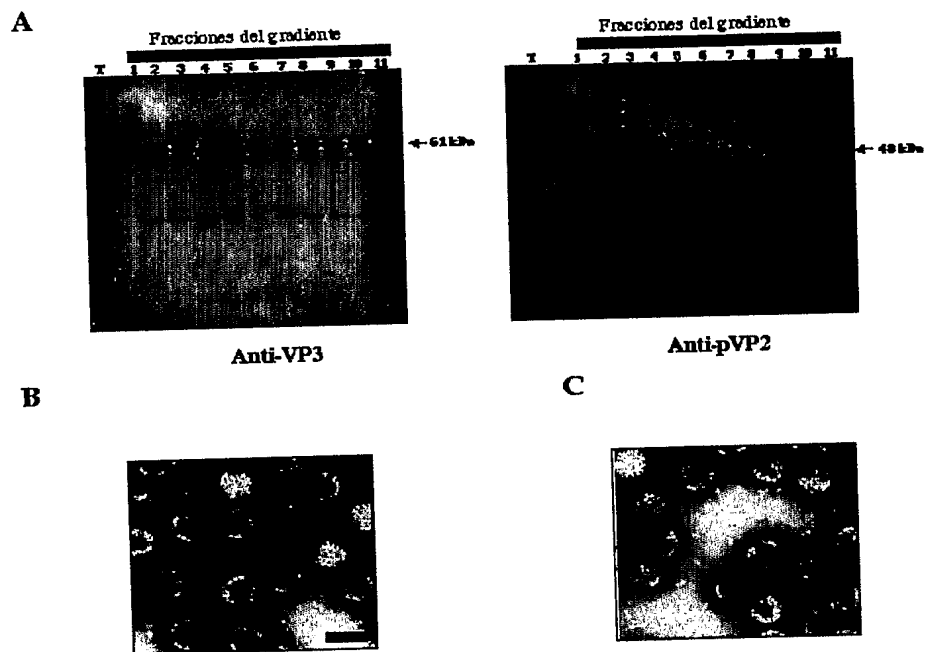 A
Fracciones del gradiente
T 1 2 3 4 5 6 7 8 9 10 11
61 kDa
Anti-VP3
Fracciones del gradiente
T 1 2 3 4 5 6 7 8 9 10 11
48 kDa
Anti-pVP2
B
C